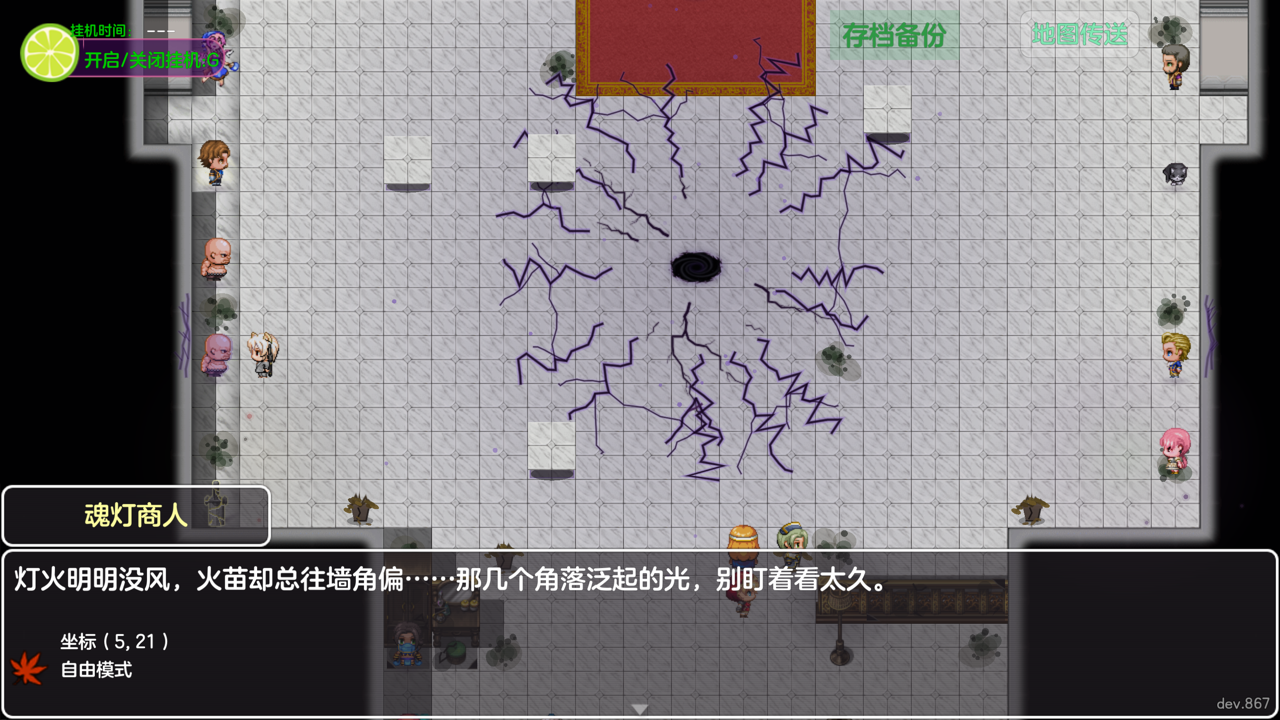 挂机时间: ---
开启/关闭挂机:G
存档备份
地图传送
魂灯商人
灯火明明没风，火苗却总往墙角偏……那几个角落泛起的光，别盯着看太久。
坐标 ( 5, 21 )
自由模式
dev.867